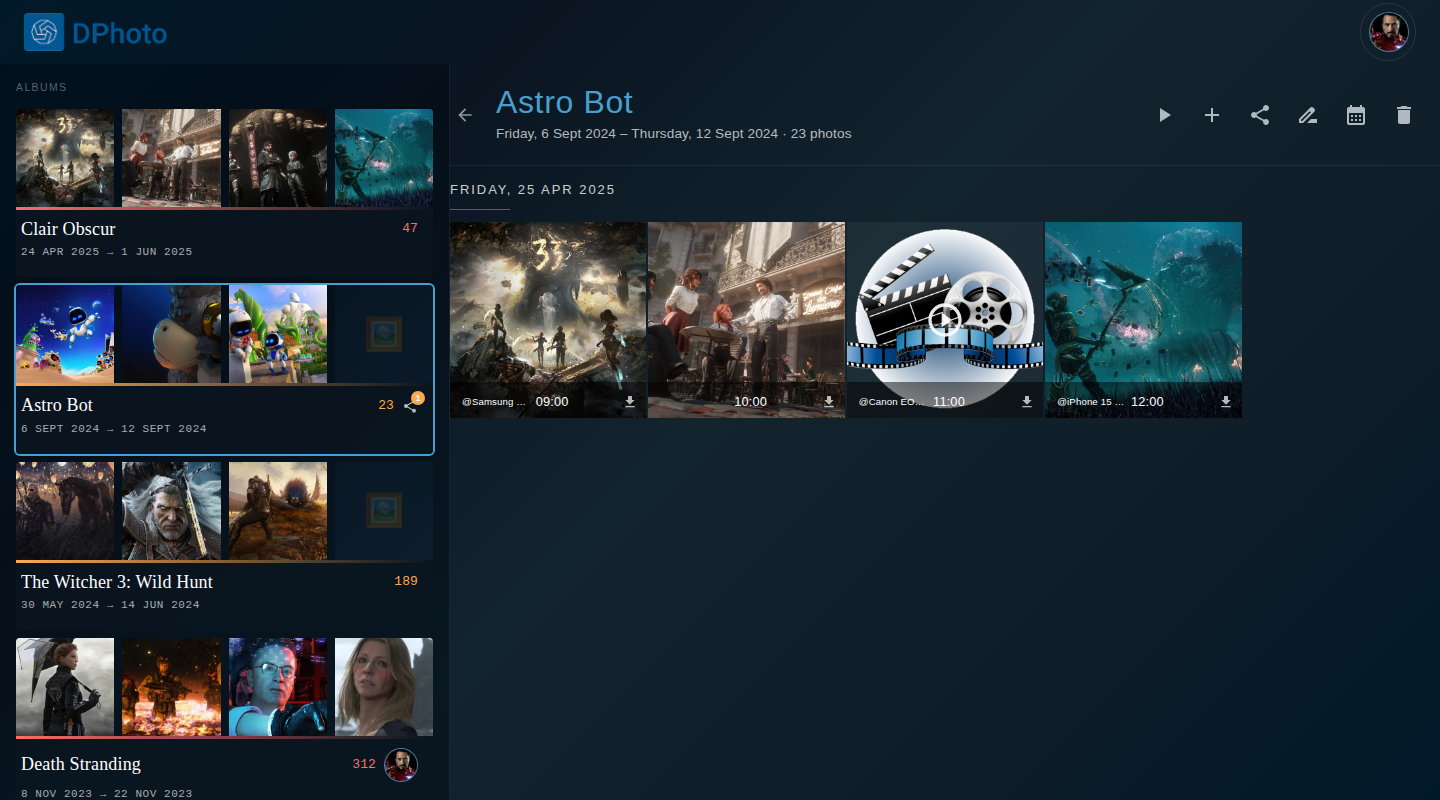 DPhoto
ALBUMS
33
Clair Obscur
47
24 APR 2025 → 1 JUN 2025
Astro Bot
23
1
6 SEPT 2024 → 12 SEPT 2024
The Witcher 3: Wild Hunt
189
30 MAY 2024 → 14 JUN 2024
Death Stranding
312
8 NOV 2023 → 22 NOV 2023
Astro Bot
Friday, 6 Sept 2024 – Thursday, 12 Sept 2024 · 23 photos
FRIDAY, 25 APR 2025
33
@Samsung ... 09:00
10:00
@Canon EO... 11:00
@iPhone 15 ... 12:00